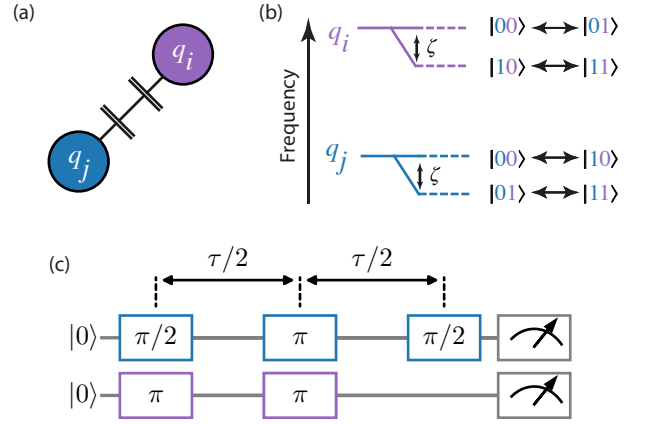 (a)
q_i
q_j
(b)
Frequency
q_i
ζ
|00⟩ ⟷ |01⟩
|10⟩ ⟷ |11⟩
q_j
ζ
|00⟩ ⟷ |10⟩
|01⟩ ⟷ |11⟩
(c)
τ/2 τ/2
|0⟩ π/2 π π/2
|0⟩ π π